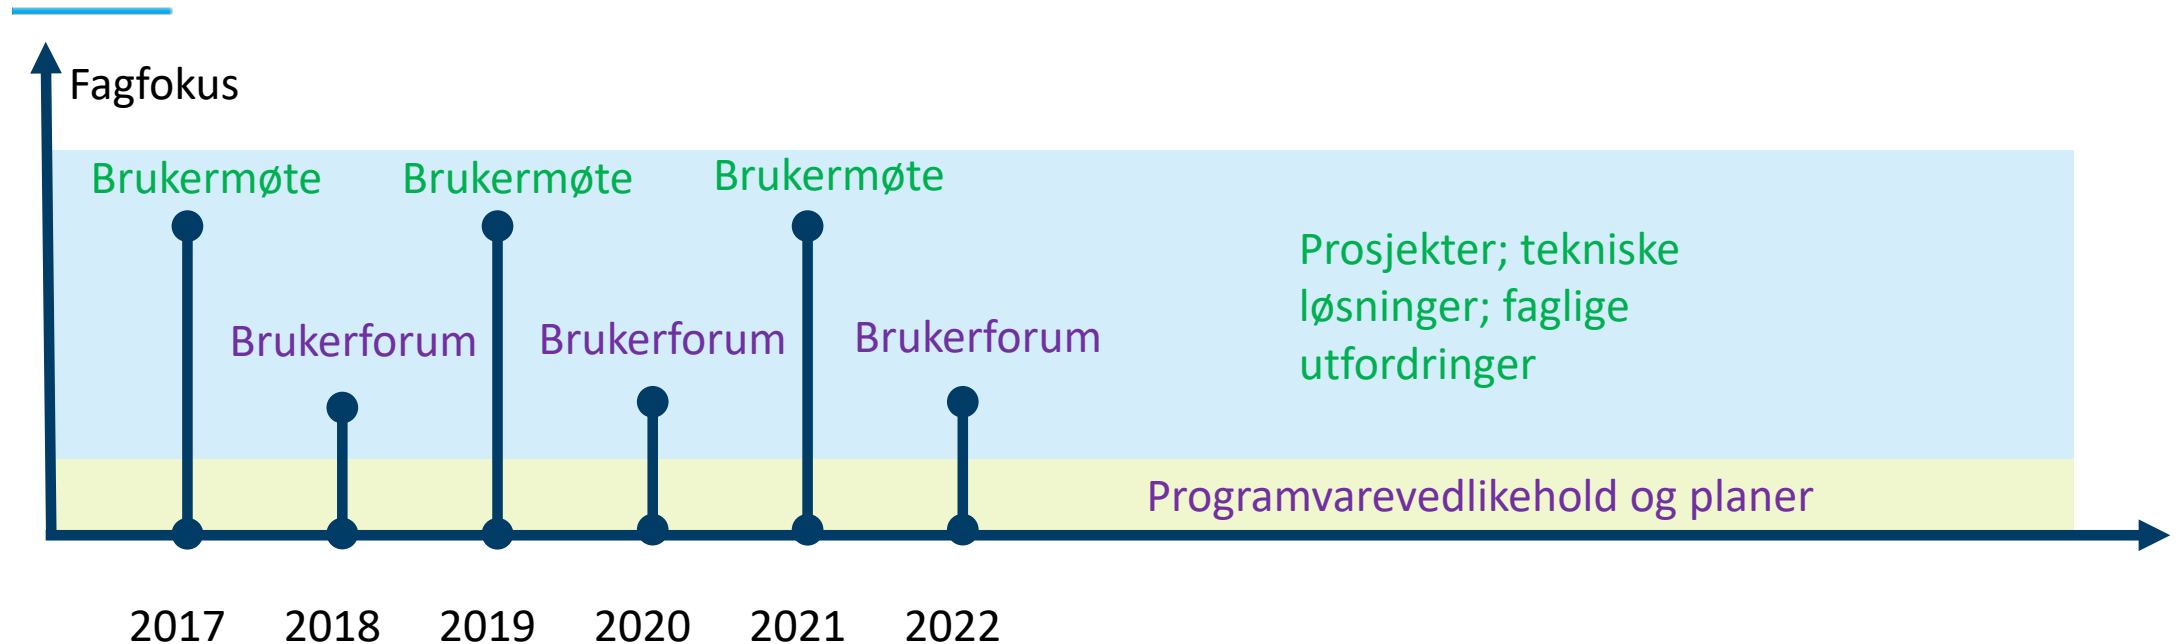 Fagfokus
Brukermøte
Brukermøte
Brukermøte
Prosjekter; tekniske
løsninger; faglige
utfordringer
Brukerforum
Brukerforum
Brukerforum
Programvarevedlikehold og planer
2017
2018
2019
2020
2021
2022